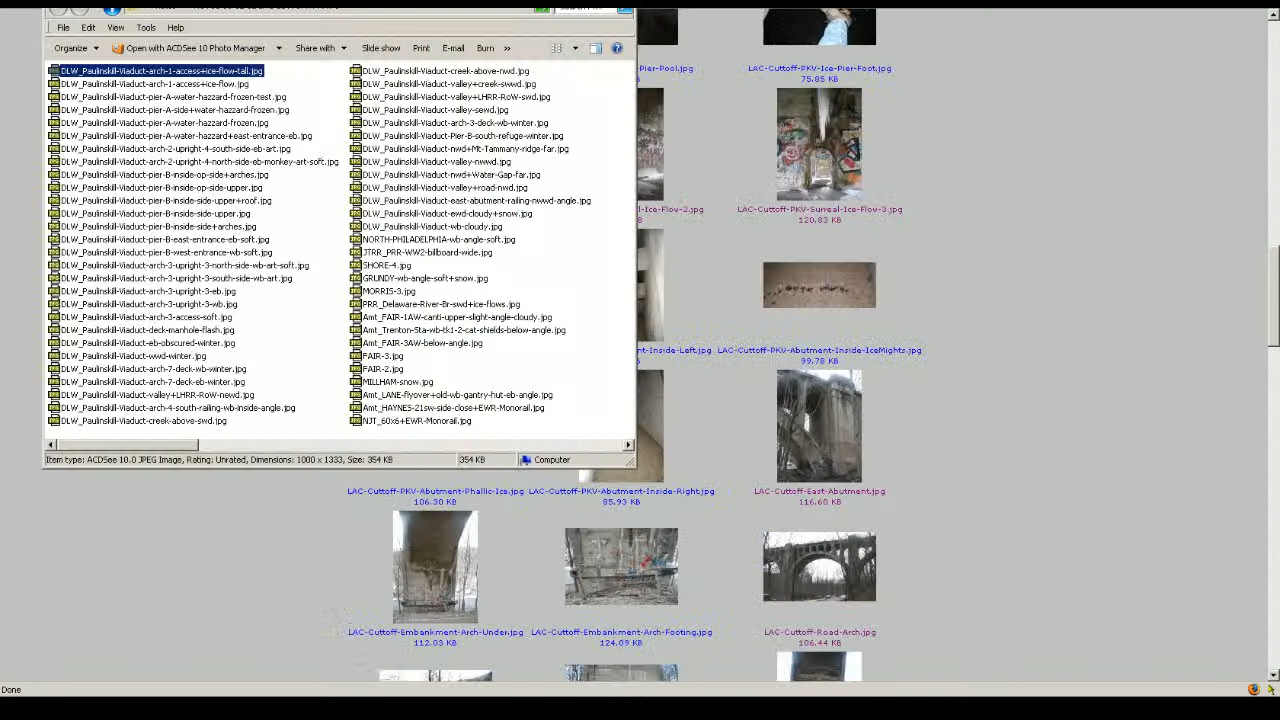 File Edit View Tools Help
Organize Open with ACDSee 10 Photo Manager Share with Slide show Print E-mail Burn »
DLW_Paulinskill-Viaduct-arch-1-access+ice-flow-tall.jpg
DLW_Paulinskill-Viaduct-arch-1-access+ice-flow.jpg
DLW_Paulinskill-Viaduct-pier-A-water-hazzard-frozen-test.jpg
DLW_Paulinskill-Viaduct-pier-A-side+water-hazzard-frozen.jpg
DLW_Paulinskill-Viaduct-pier-A-water-hazzard-frozen.jpg
DLW_Paulinskill-Viaduct-pier-A-water-hazzard+east-entrance-eb.jpg
DLW_Paulinskill-Viaduct-arch-2-upright-4-south-side-eb-art.jpg
DLW_Paulinskill-Viaduct-arch-2-upright-4-north-side-eb-monkey-art-soft.jpg
DLW_Paulinskill-Viaduct-pier-B-inside-op-side+arches.jpg
DLW_Paulinskill-Viaduct-pier-B-inside-op-side-upper.jpg
DLW_Paulinskill-Viaduct-pier-B-inside-side-upper+roof.jpg
DLW_Paulinskill-Viaduct-pier-B-inside-side-upper.jpg
DLW_Paulinskill-Viaduct-pier-B-inside-side+arches.jpg
DLW_Paulinskill-Viaduct-pier-B-east-entrance-eb-soft.jpg
DLW_Paulinskill-Viaduct-pier-B-west-entrance-wb-soft.jpg
DLW_Paulinskill-Viaduct-arch-3-upright-3-north-side-wb-art-soft.jpg
DLW_Paulinskill-Viaduct-arch-3-upright-3-south-side-wb-art.jpg
DLW_Paulinskill-Viaduct-arch-3-upright-3-eb.jpg
DLW_Paulinskill-Viaduct-arch-3-upright-3-wb.jpg
DLW_Paulinskill-Viaduct-arch-3-access-soft.jpg
DLW_Paulinskill-Viaduct-deck-manhole-flash.jpg
DLW_Paulinskill-Viaduct-eb-obscured-winter.jpg
DLW_Paulinskill-Viaduct-wwd-winter.jpg
DLW_Paulinskill-Viaduct-arch-7-deck-wb-winter.jpg
DLW_Paulinskill-Viaduct-arch-7-deck-eb-winter.jpg
DLW_Paulinskill-Viaduct-valley+LHRR-RoW-newd.jpg
DLW_Paulinskill-Viaduct-arch-4-south-railing-wb-inside-angle.jpg
DLW_Paulinskill-Viaduct-creek-above-swd.jpg
DLW_Paulinskill-Viaduct-creek-above-nwd.jpg
DLW_Paulinskill-Viaduct-valley+creek-swwd.jpg
DLW_Paulinskill-Viaduct-valley+LHRR-RoW-swd.jpg
DLW_Paulinskill-Viaduct-valley-sewd.jpg
DLW_Paulinskill-Viaduct-arch-3-deck-wb-winter.jpg
DLW_Paulinskill-Viaduct-Pier-B-south-refuge-winter.jpg
DLW_Paulinskill-Viaduct-nwd+Mt-Tammany-ridge-far.jpg
DLW_Paulinskill-Viaduct-valley-nwwd.jpg
DLW_Paulinskill-Viaduct-nwd+Water-Gap-far.jpg
DLW_Paulinskill-Viaduct-valley+road-nwd.jpg
DLW_Paulinskill-Viaduct-east-abutment-railing-nwwd-angle.jpg
DLW_Paulinskill-Viaduct-ewd-cloudy+snow.jpg
DLW_Paulinskill-Viaduct-wb-cloudy.jpg
NORTH-PHILADELPHIA-wb-angle-soft.jpg
JTRR_PRR-WW2-billboard-wide.jpg
SHORE-4.jpg
GRUNDY-wb-angle-soft+snow.jpg
MORRIS-3.jpg
PRR_Delaware-River-Br-swd+ice-flows.jpg
Amt_FAIR-1AW-canti-upper-slight-angle-cloudy.jpg
Amt_Trenton-Sta-wb-tk1-2-cat-shields-below-angle.jpg
Amt_FAIR-3AW-below-angle.jpg
FAIR-3.jpg
FAIR-2.jpg
MILLHAM-snow.jpg
Amt_LANE-flyover+old-wb-gantry-hut-eb-angle.jpg
Amt_HAYNES-21sw-side-close+EWR-Monorail.jpg
NJT_60x6+EWR-Monorail.jpg
Item type: ACDSee 10.0 JPEG Image, Rating: Unrated, Dimensions: 1000 x 1333, Size: 354 KB 354 KB Computer
-Pier-Pool.jpg LAC-Cuttoff-PKV-Ice-Pier-Foot.jpg
75.85 KB
l-Ice-Flow-2.jpg LAC-Cuttoff-PKV-Surreal-Ice-Flow-3.jpg
120.83 KB
-Abutment-Inside-Left.jpg LAC-Cuttoff-PKV-Abutment-Inside-IceMights.jpg
99.78 KB
LAC-Cuttoff-PKV-Abutment-Phallic-Ice.jpg LAC-Cuttoff-PKV-Abutment-Inside-Right.jpg LAC-Cuttoff-East-Abutment.jpg
106.30 KB 85.93 KB 116.60 KB
LAC-Cuttoff-Embankment-Arch-Under.jpg LAC-Cuttoff-Embankment-Arch-Footing.jpg LAC-Cuttoff-Road-Arch.jpg
112.03 KB 124.09 KB 106.44 KB
Done